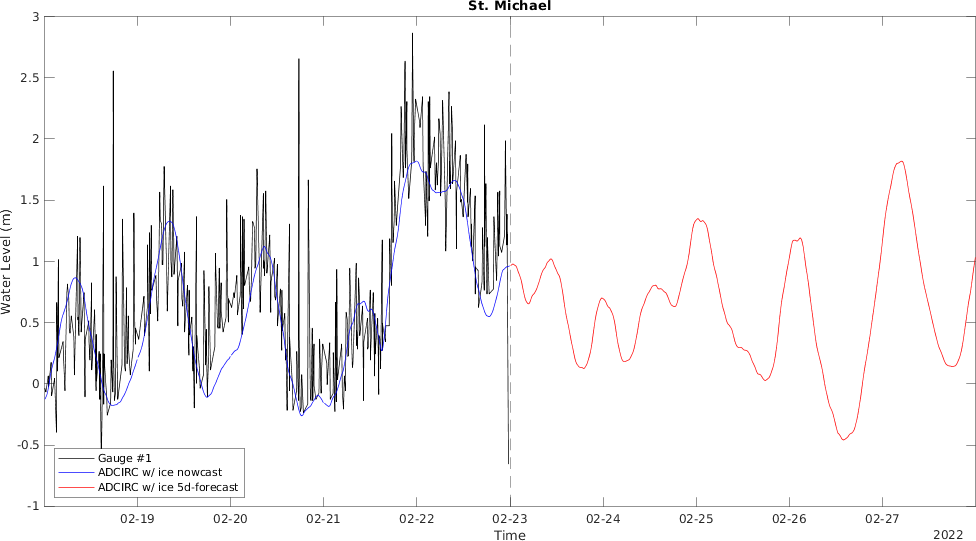 St. Michael
3
2.5
2
1.5
1
0.5
0
-0.5
-1
Water Level (m)
Gauge #1
ADCIRC w/ ice nowcast
ADCIRC w/ ice 5d-forecast
02-19 02-20 02-21 02-22 02-23 02-24 02-25 02-26 02-27
Time
2022